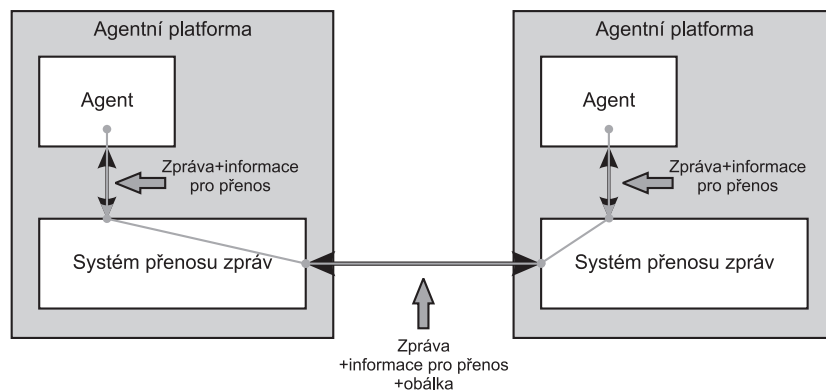 Agentní platforma
Agent
Zpráva+informace
pro přenos
Systém přenosu zpráv
Agentní platforma
Agent
Zpráva+informace
pro přenos
Systém přenosu zpráv
Zpráva
+informace pro přenos
+obálka